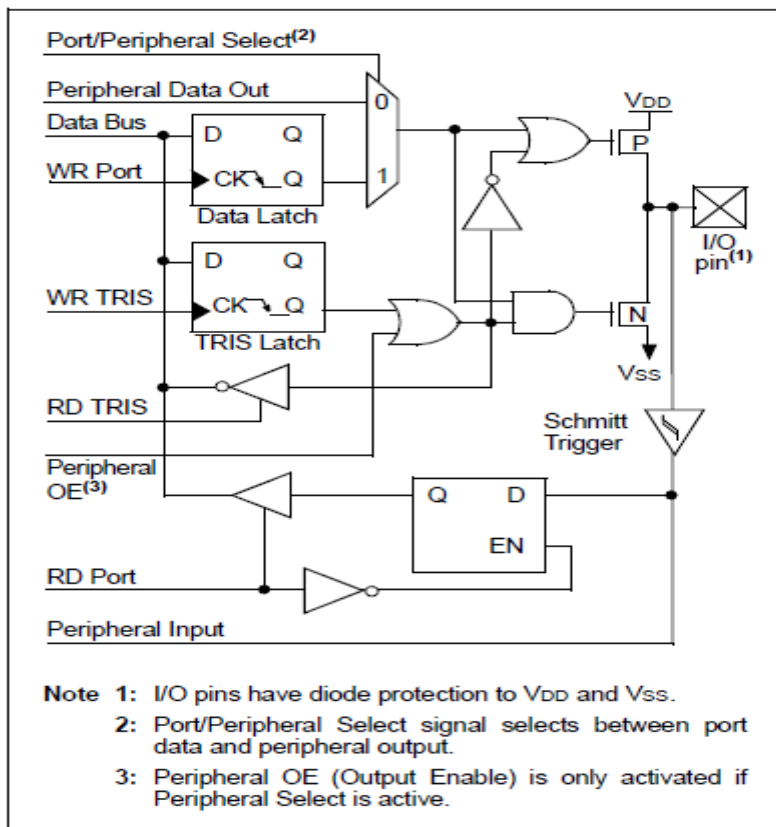 Port/Peripheral Select(2)
Peripheral Data Out
Data Bus
WR Port
D Q
CK Q
Data Latch
0
1
VDD
P
I/O
pin(1)
D Q
WR TRIS
CK Q
TRIS Latch
N
VSS
RD TRIS
Schmitt
Trigger
Peripheral
OE(3)
Q D
EN
RD Port
Peripheral Input
Note 1: I/O pins have diode protection to VDD and VSS.
2: Port/Peripheral Select signal selects between port
data and peripheral output.
3: Peripheral OE (Output Enable) is only activated if
Peripheral Select is active.